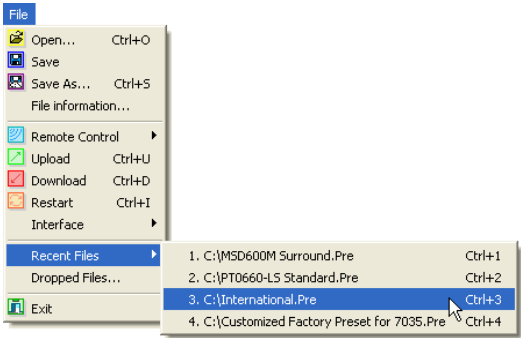 File
Open... Ctrl+O
Save
Save As... Ctrl+S
File information...
Remote Control
Upload Ctrl+U
Download Ctrl+D
Restart Ctrl+I
Interface
Recent Files
1. C:\MSD600M Surround.Pre Ctrl+1
Dropped Files...
2. C:\PT0660-LS Standard.Pre Ctrl+2
3. C:\International.Pre Ctrl+3
Exit
4. C:\Customized Factory Preset for 7035.Pre Ctrl+4